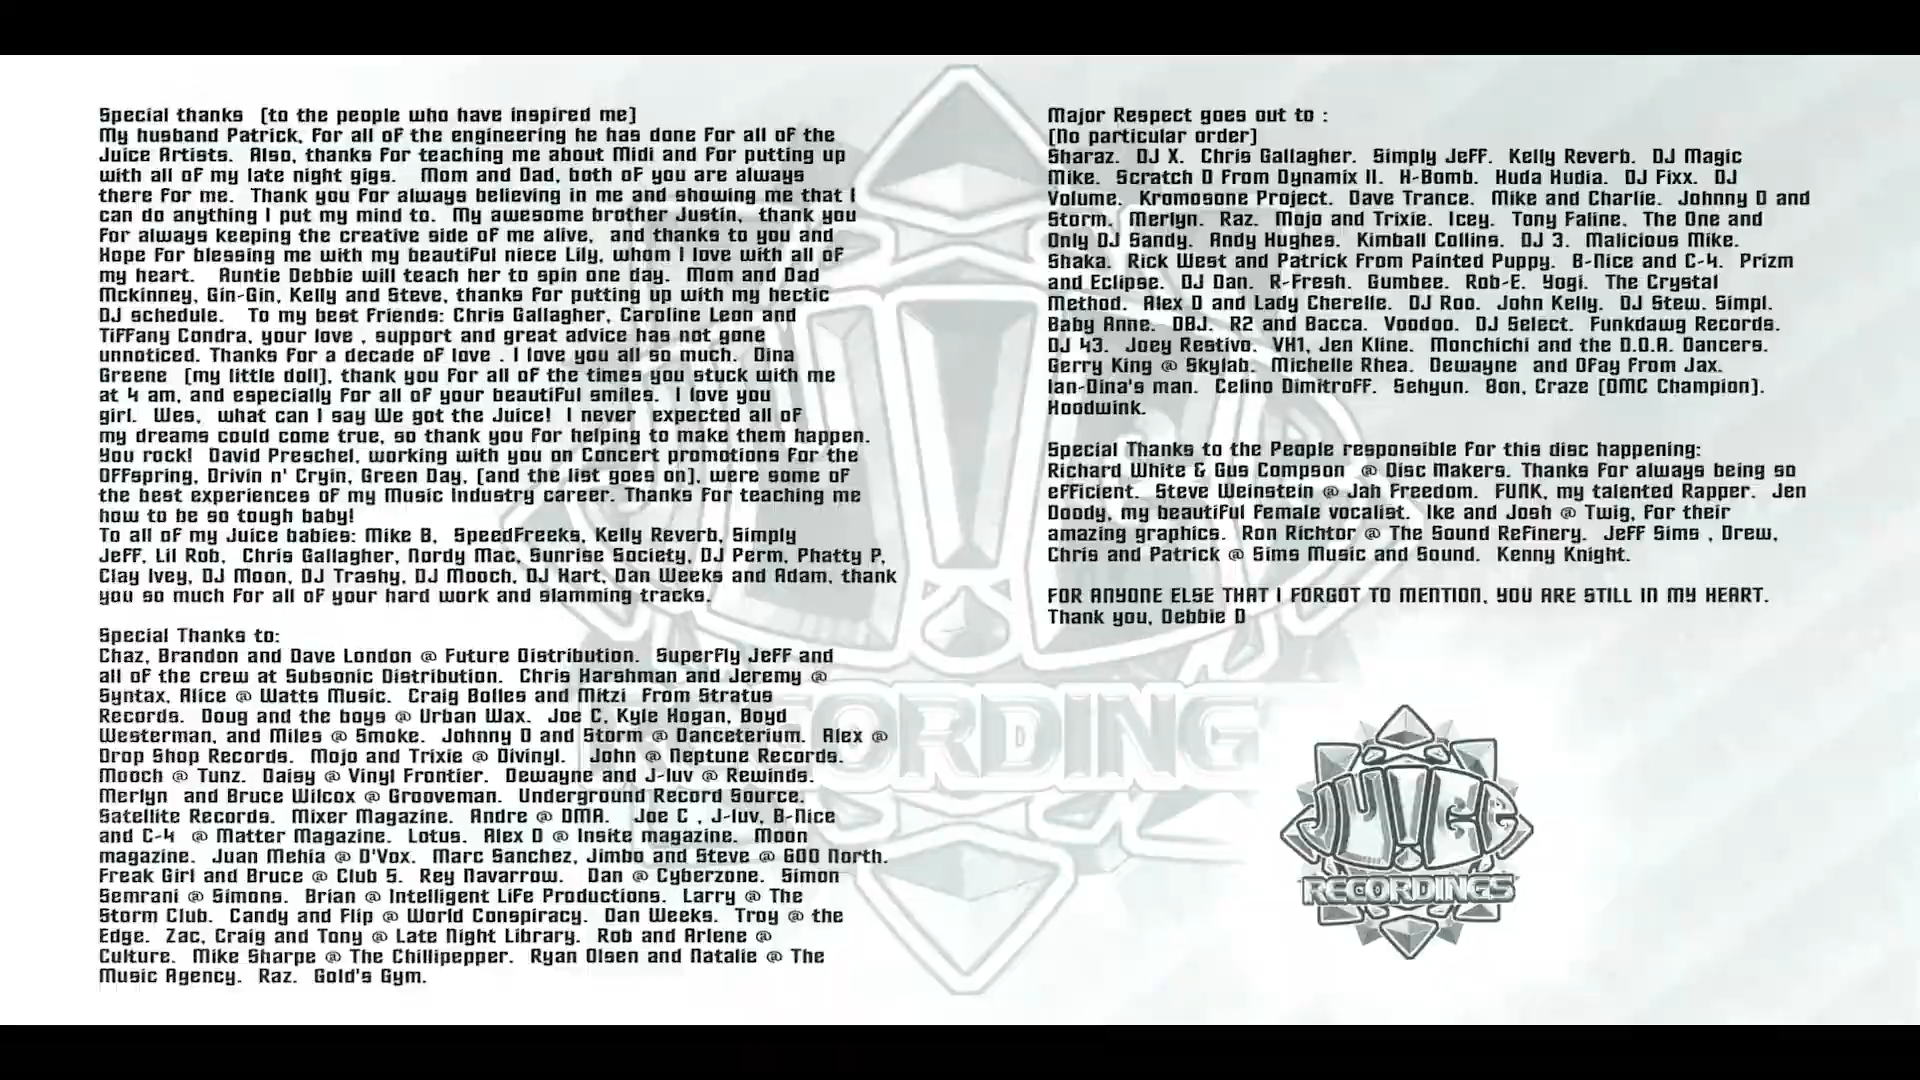 Special thanks (to the people who have inspired me)
My husband Patrick, for all of the engineering he has done for all of the
Juice Artists. Also, thanks for teaching me about Midi and for putting up
with all of my late night gigs. Mom and Dad, both of you are always
there for me. Thank you for always believing in me and showing me that I
can do anything I put my mind to. My awesome brother Justin, thank you
for always keeping the creative side of me alive, and thanks to you and
Hope for blessing me with my beautiful niece Lily, whom I love with all of
my heart. Auntie Debbie will teach her to spin one day. Mom and Dad
Mckinney, Gin-Gin, Kelly and Steve, thanks for putting up with my hectic
DJ schedule. To my best friends: Chris Gallagher, Caroline Leon and
Tiffany Condra, your love , support and great advice has not gone
unnoticed. Thanks for a decade of love . I love you all so much. Dina
Greene (my little doll), thank you for all of the times you stuck with me
at 4 am, and especially for all of your beautiful smiles. I love you
girl. Wes, what can I say We got the Juice! I never expected all of
my dreams could come true, so thank you for helping to make them happen.
You rock! David Preschel, working with you on Concert promotions for the
Offspring, Drivin n' Cryin, Green Day, (and the list goes on), were some of
the best experiences of my Music Industry career. Thanks for teaching me
how to be so tough baby!
To all of my Juice babies: Mike B, SpeedFreeks, Kelly Reverb, Simply
Jeff, Lil Rob, Chris Gallagher, Nordy Mac, Sunrise Society, DJ Perm, Phatty P,
Clay Ivey, DJ Moon, DJ Trashy, DJ Mooch, DJ Hart, Dan Weeks and Adam, thank
you so much for all of your hard work and slamming tracks.
Special Thanks to:
Chaz, Brandon and Dave London @ Future Distribution. Superfly Jeff and
all of the crew at Subsonic Distribution. Chris Harshman and Jeremy @
Syntax, Alice @ Watts Music. Craig Bolles and Mitzi from Stratus
Records. Doug and the boys @ Urban Wax. Joe C, Kyle Hogan, Boyd
Westerman, and Miles @ Smoke. Johnny D and Storm @ Danceterium. Alex @
Drop Shop Records. Mojo and Trixie @ Divinyl. John @ Neptune Records.
Mooch @ Tunz. Daisy @ Vinyl Frontier. Dewayne and J-luv @ Rewinds.
Merlyn and Bruce Wilcox @ Grooveman. Underground Record Source.
Satellite Records. Mixer Magazine. Andre @ DMA. Joe C , J-luv, B-Nice
and C-4 @ Matter Magazine. Lotus. Alex D @ Insite magazine. Moon
magazine. Juan Mehia @ D'Vox. Marc Sanchez, Jimbo and Steve @ 600 North.
Freak Girl and Bruce @ Club 5. Rey Navarrow. Dan @ Cyberzone. Simon
Semrani @ Simons. Brian @ Intelligent Life Productions. Larry @ The
Storm Club. Candy and Flip @ World Conspiracy. Dan Weeks. Troy @ the
Edge. Zac, Craig and Tony @ Late Night Library. Rob and Arlene @
Culture. Mike Sharpe @ The Chillipepper. Ryan Olsen and Natalie @ The
Music Agency. Raz. Gold's Gym.
Major Respect goes out to :
(No particular order)
Sharaz. DJ X. Chris Gallagher. Simply Jeff. Kelly Reverb. DJ Magic
Mike. Scratch D from Dynamix II. H-Bomb. Huda Hudia. DJ Fixx. DJ
Volume. Kromosone Project. Dave Trance. Mike and Charlie. Johnny D and
Storm. Merlyn. Raz. Mojo and Trixie. Icey. Tony Faline. The One and
Only DJ Sandy. Andy Hughes. Kimball Collins. DJ 3. Malicious Mike.
Shaka. Rick West and Patrick from Painted Puppy. B-Nice and C-4. Prizm
and Eclipse. DJ Dan. R-Fresh. Gumbee. Rob-E. Yogi. The Crystal
Method. Alex D and Lady Cherelle. DJ Roo. John Kelly. DJ Stew. Simpl.
Baby Anne. DBJ. R2 and Bacca. Voodoo. DJ Select. Funkdawg Records.
DJ 43. Joey Restivo. VH1, Jen Kline. Monchichi and the D.O.A. Dancers.
Gerry King @ Skylab. Michelle Rhea. Dewayne and DFay from Jax.
Ian-Dina's man. Celino Dimitroff. Sehyun. 8on, Craze (DMC Champion).
Hoodwink.
Special Thanks to the People responsible for this disc happening:
Richard White & Gus Compson @ Disc Makers. Thanks for always being so
efficient. Steve Weinstein @ Jah Freedom. FUNK, my talented Rapper. Jen
Doody, my beautiful female vocalist. Ike and Josh @ Twig, for their
amazing graphics. Ron Richtor @ The Sound Refinery. Jeff Sims , Drew,
Chris and Patrick @ Sims Music and Sound. Kenny Knight.
FOR ANYONE ELSE THAT I FORGOT TO MENTION, YOU ARE STILL IN MY HEART.
Thank you, Debbie D
JUICE
RECORDINGS
JUICED
RECORDING